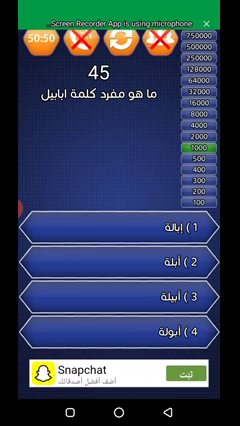 Screen Recorder App is using microphone
50:50
750000
500000
250000
128000
64000
32000
16000
8000
4000
2000
1000
500
400
300
200
100
45
ما هو مفرد كلمة ابابيل
1 ) إبالة
2 ) أبلة
3 ) أبيلة
4 ) أبولة
Snapchat
أضف أفضل أصدقائك
ثبت